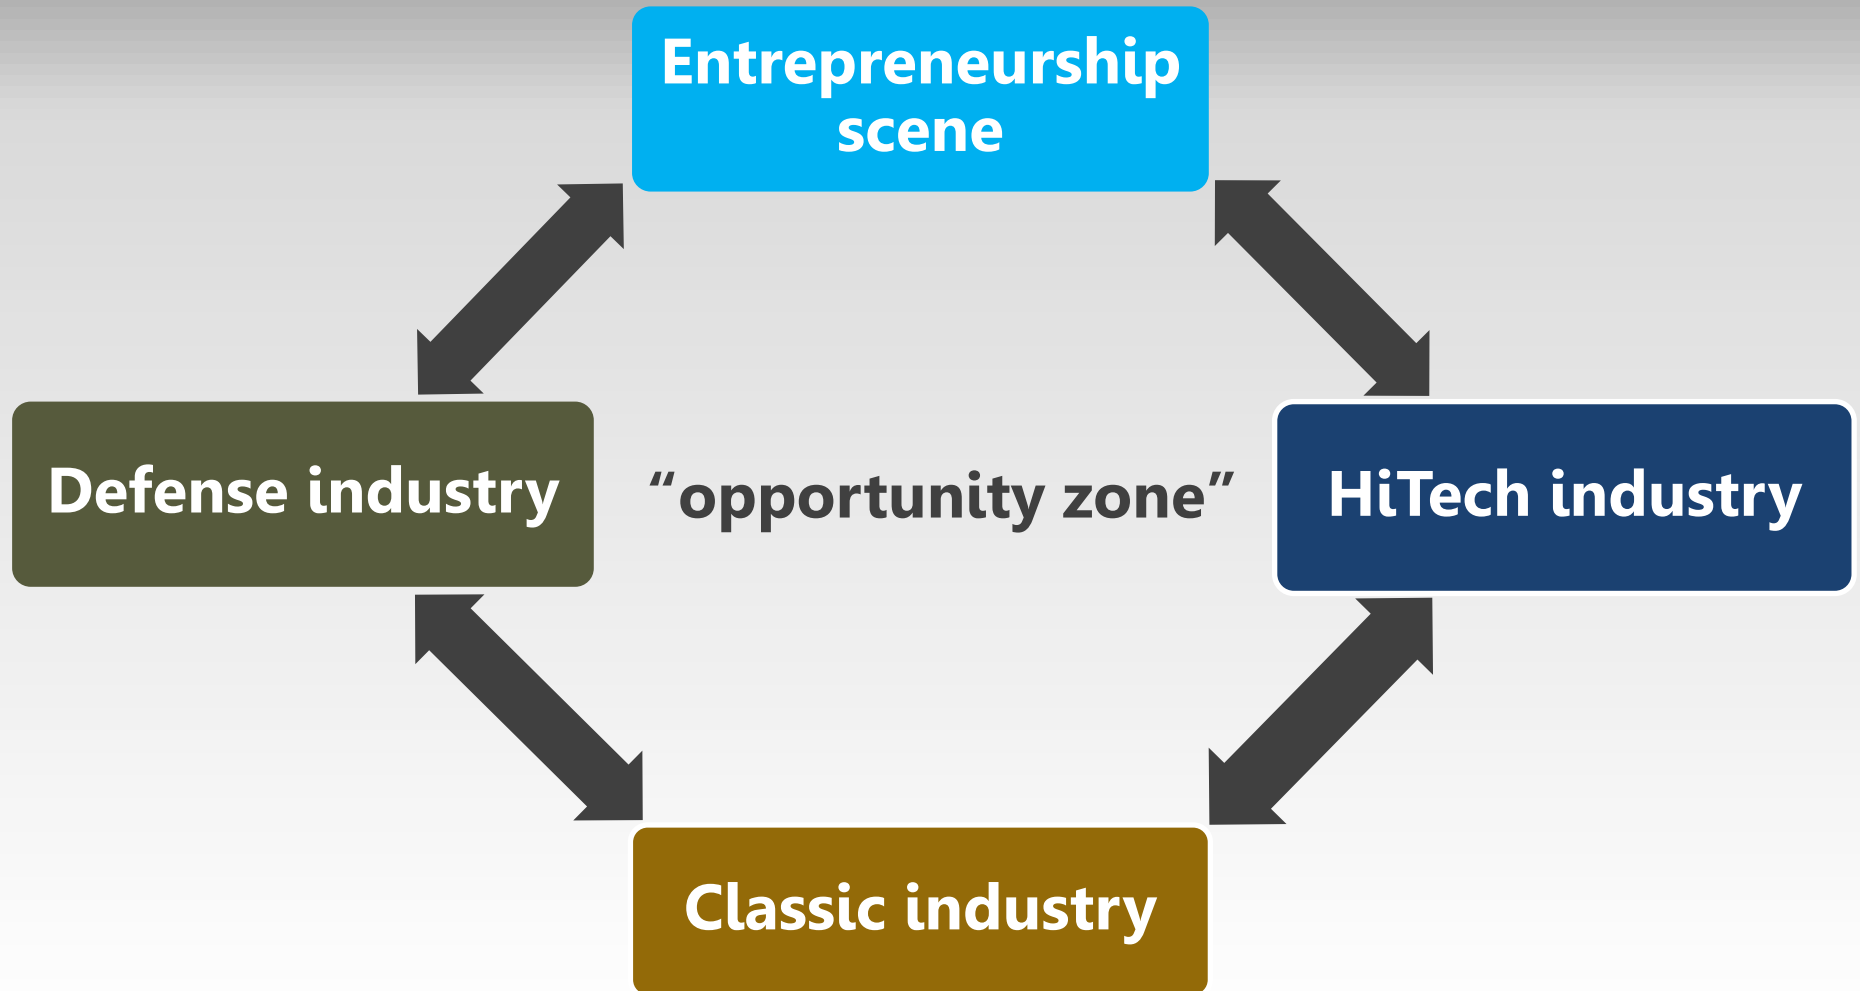 Entrepreneurship
scene
Defense industry
“opportunity zone”
HiTech industry
Classic industry